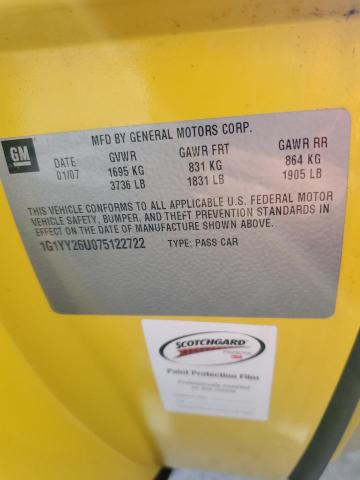 GM
MFD BY GENERAL MOTORS CORP.
DATE GVWR GAWR FRT GAWR RR
01/07 1695 KG 831 KG 864 KG
3736 LB 1831 LB 1905 LB
THIS VEHICLE CONFORMS TO ALL APPLICABLE U.S. FEDERAL MOTOR
VEHICLE SAFETY, BUMPER, AND THEFT PREVENTION STANDARDS IN
EFFECT ON THE DATE OF MANUFACTURE SHOWN ABOVE.
1G1YY26U075122722 TYPE: PASS CAR
SCOTCHGARD
3M
Paint Protection Film
Professionally Installed